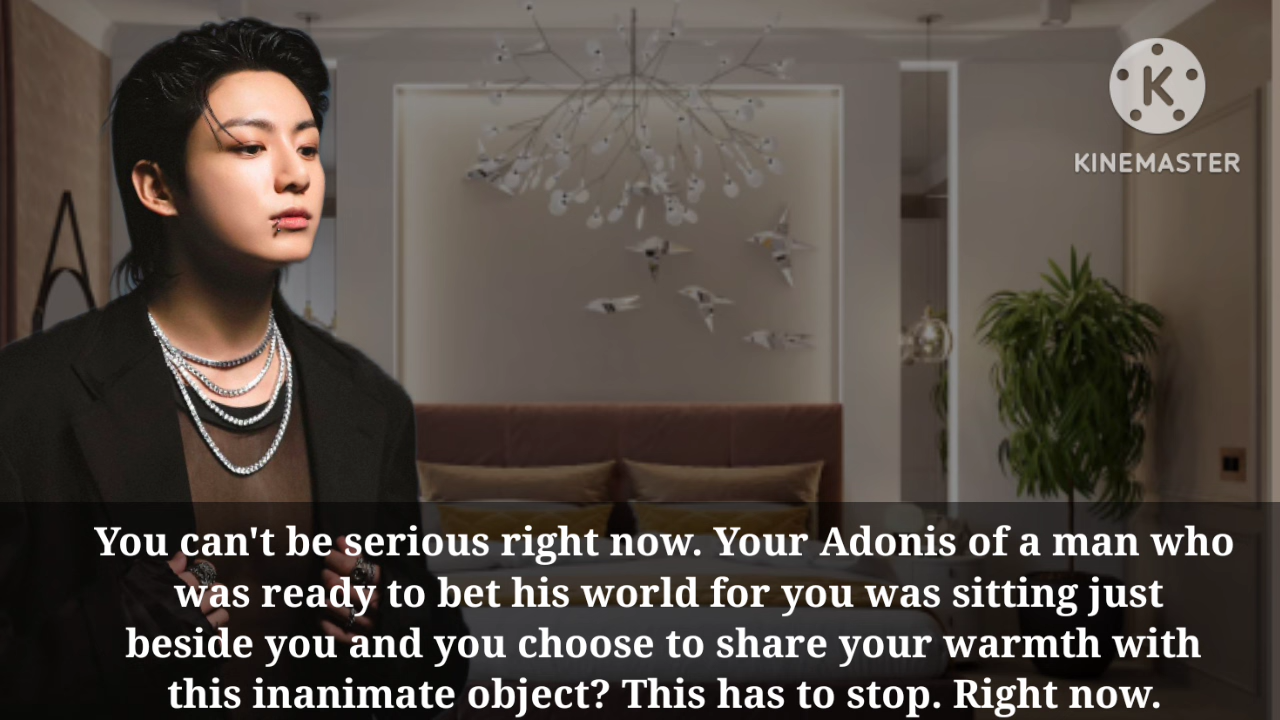 K
KINEMASTER
You can't be serious right now. Your Adonis of a man who
was ready to bet his world for you was sitting just
beside you and you choose to share your warmth with
this inanimate object? This has to stop. Right now.